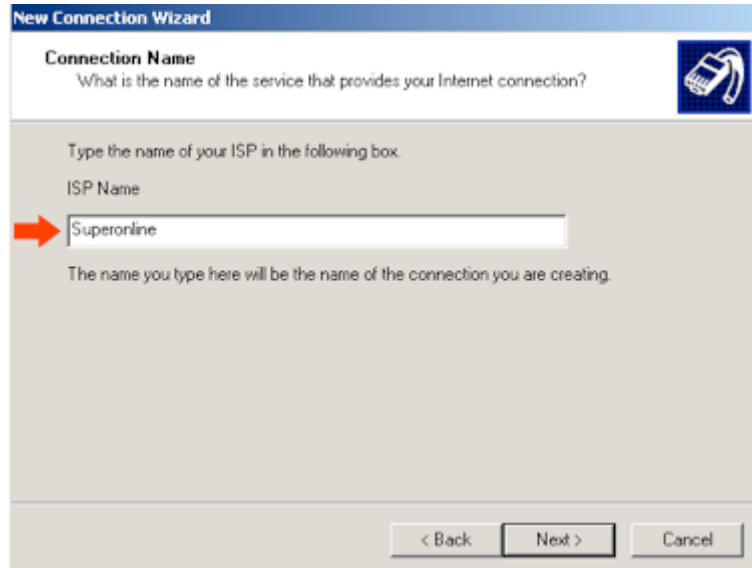 New Connection Wizard
Connection Name
What is the name of the service that provides your Internet connection?
Type the name of your ISP in the following box.
ISP Name
Superonline
The name you type here will be the name of the connection you are creating.
< Back
Next >
Cancel